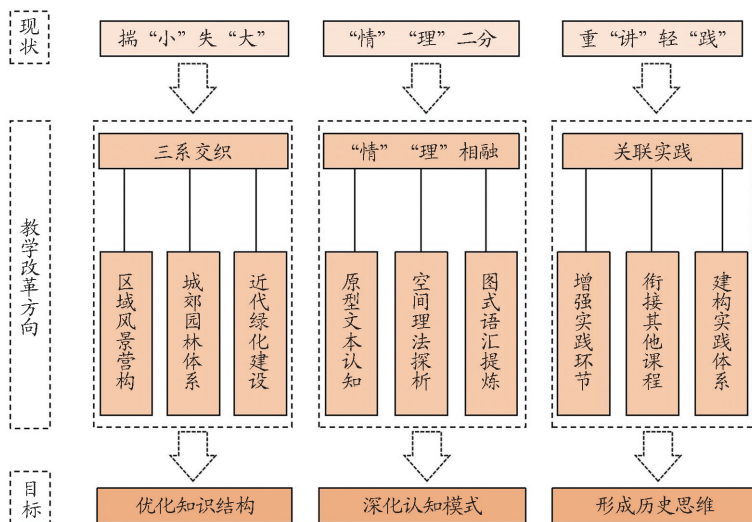 现状
揣“小”失“大”
“情”“理”二分
重“讲”轻“践”
教学改革方向
三系交织
“情”“理”相融
关联实践
区域风景营构
城郊园林体系
近代绿化建设
原型文本认知
空间理法探析
图式语汇提炼
增强实践环节
衔接其他课程
建构实践体系
目标
优化知识结构
深化认知模式
形成历史思维